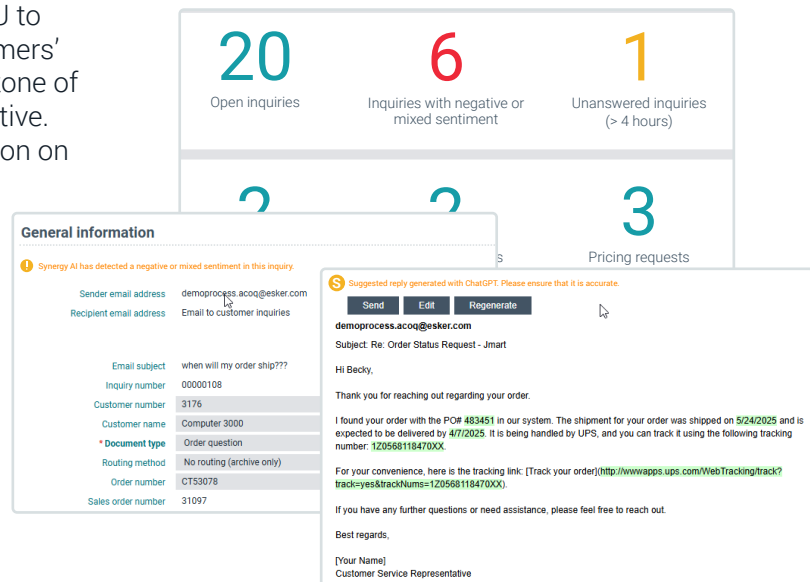 J to
mers'
tone of
tive.
on on
20
Open inquiries
6
Inquiries with negative or
mixed sentiment
1
Unanswered inquiries
(> 4 hours)
2
2
s
3
Pricing requests
General information
! Synergy AI has detected a negative or mixed sentiment in this inquiry.
Sender email address demoprocess.acoq@esker.com
Recipient email address Email to customer inquiries
Email subject when will my order ship???
Inquiry number 00000108
Customer number 3176
Customer name Computer 3000
* Document type Order question
Routing method No routing (archive only)
Order number CT53078
Sales order number 31097
S Suggested reply generated with ChatGPT. Please ensure that it is accurate.
Send Edit Regenerate
demoprocess.acoq@esker.com
Subject: Re: Order Status Request - Jmart
Hi Becky,
Thank you for reaching out regarding your order.
I found your order with the PO# 483451 in our system. The shipment for your order was shipped on 5/24/2025 and is
expected to be delivered by 4/7/2025. It is being handled by UPS, and you can track it using the following tracking
number: 1Z0568118470XX.
For your convenience, here is the tracking link: [Track your order](http://wwwapps.ups.com/WebTracking/track?
track=yes&trackNums=1Z0568118470XX).
If you have any further questions or need assistance, please feel free to reach out.
Best regards,
[Your Name]
Customer Service Representative